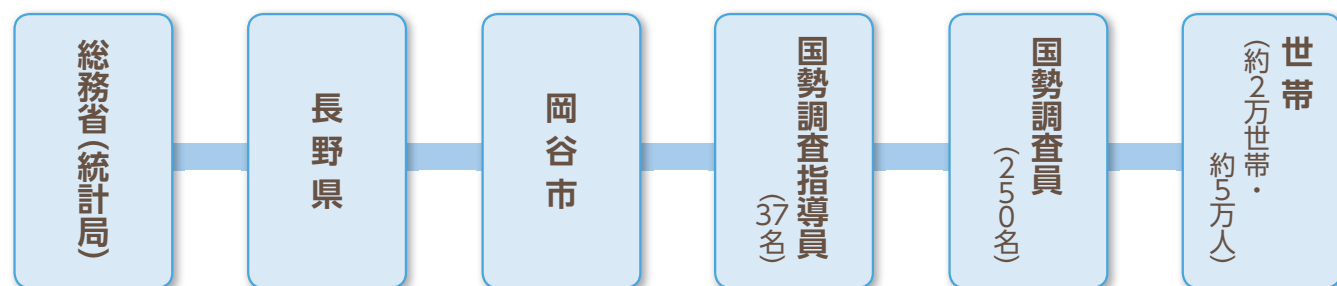 総務省（統計局）
長野県
岡谷市
国勢調査指導員
（37名）
国勢調査員
（250名）
世帯
（約2万世帯・
約5万人）